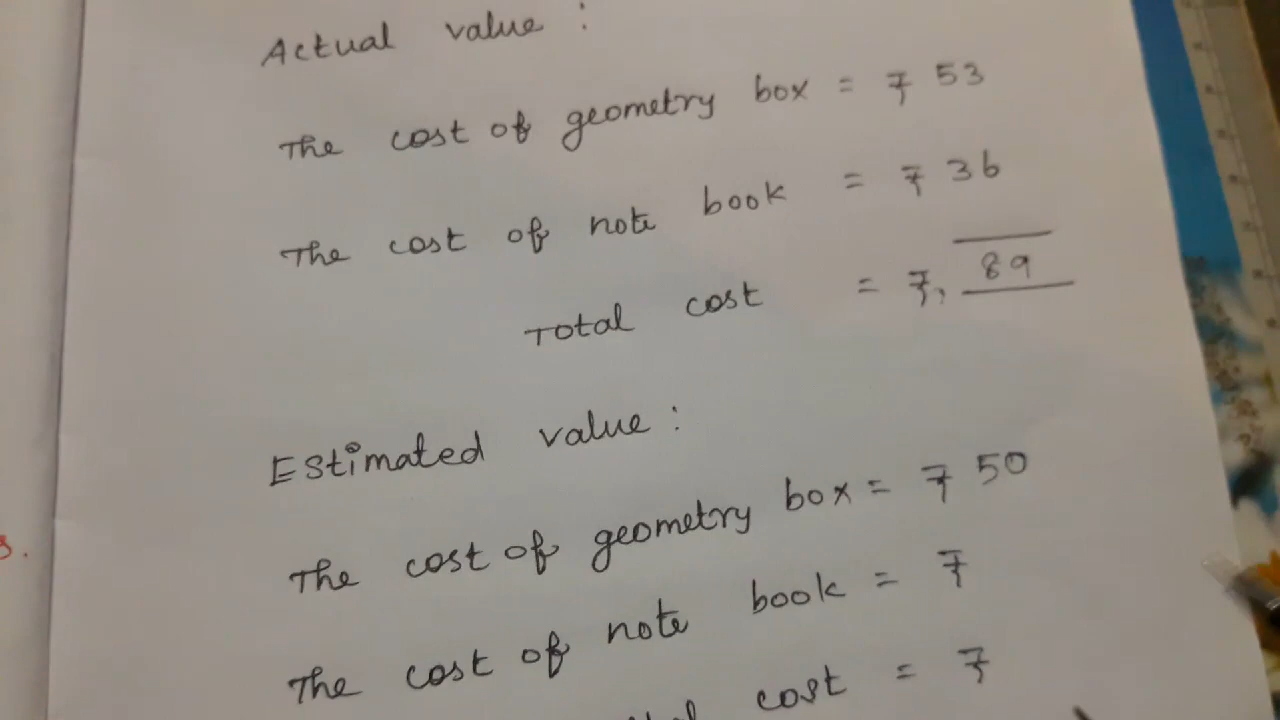 Actual value :
The cost of geometry box = ₹ 53
The cost of note book = ₹ 36
Total cost = ₹, 89
Estimated value :
The cost of geometry box = ₹ 50
The cost of note book = ₹
cost = ₹
3.